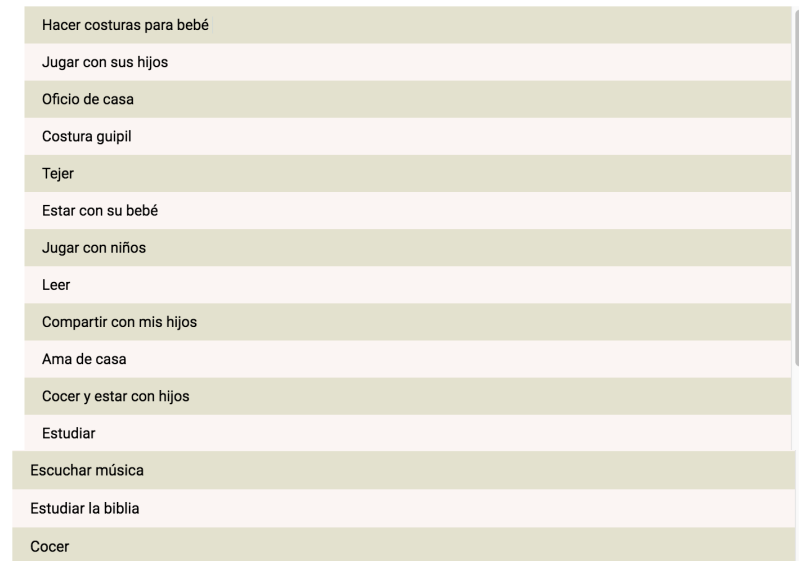 Hacer costuras para bebé
Jugar con sus hijos
Oficio de casa
Costura guipil
Tejer
Estar con su bebé
Jugar con niños
Leer
Compartir con mis hijos
Ama de casa
Cocer y estar con hijos
Estudiar
Escuchar música
Estudiar la biblia
Cocer